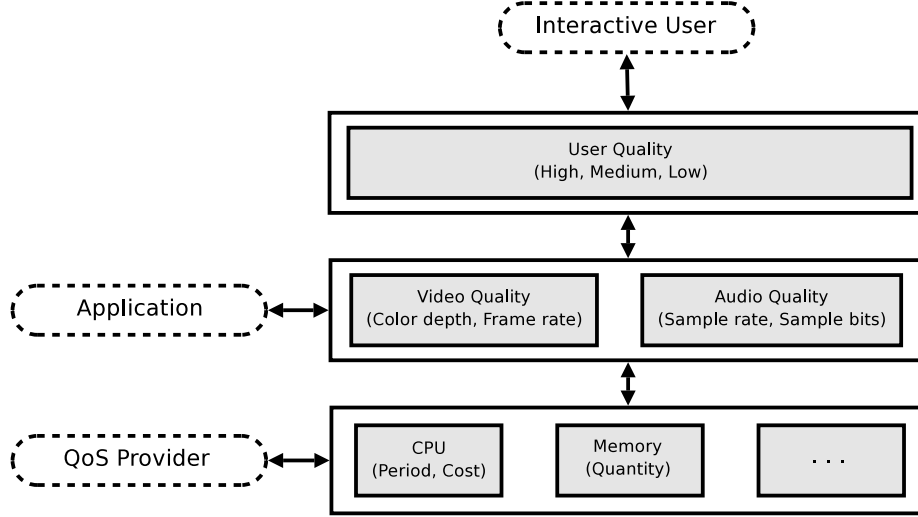 Interactive User
User Quality
(High, Medium, Low)
Application
Video Quality
(Color depth, Frame rate)
Audio Quality
(Sample rate, Sample bits)
QoS Provider
CPU
(Period, Cost)
Memory
(Quantity)
. . .